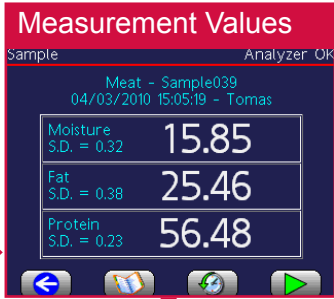 Measurement Values
Sample Analyzer OK
Meat - Sample039
04/03/2010 15:05:19 - Tomas
Moisture
S.D. = 0.32
15.85
Fat
S.D. = 0.38
25.46
Protein
S.D. = 0.23
56.48